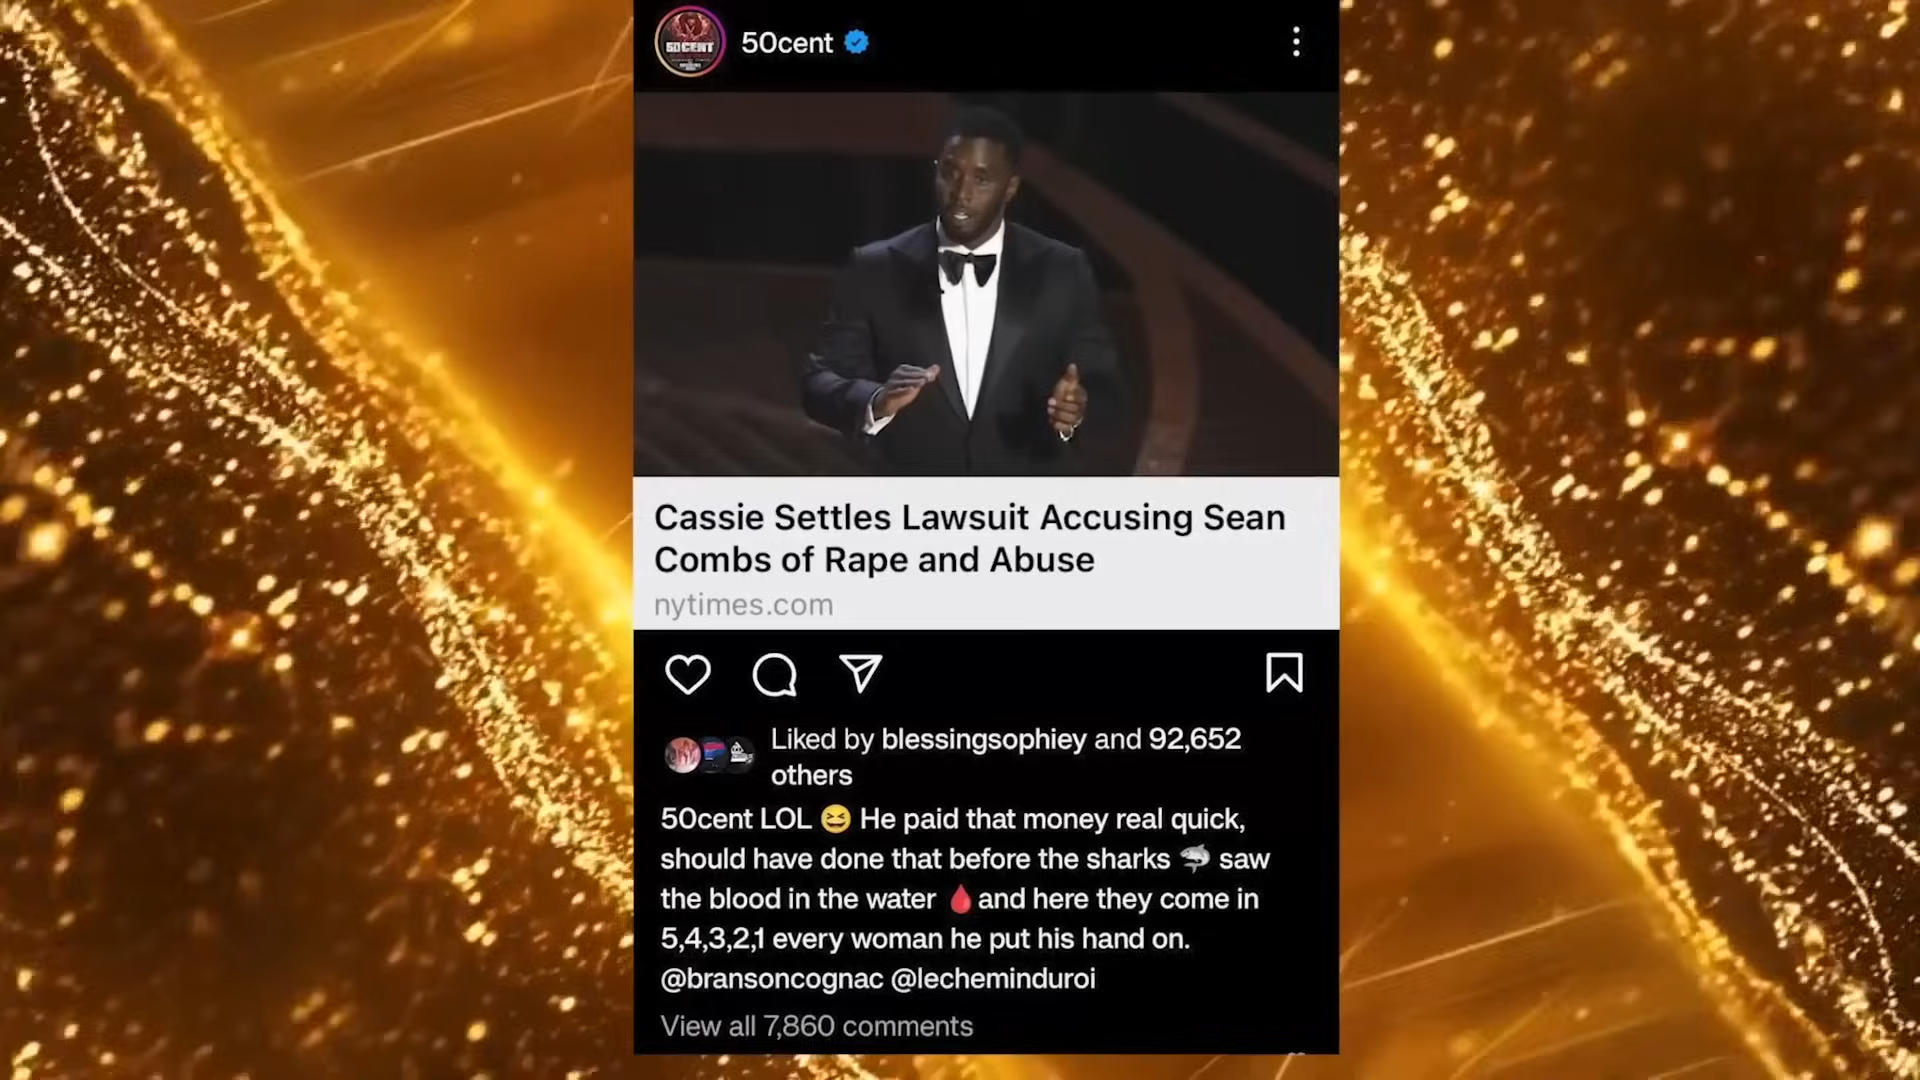 50CENT
50cent
Cassie Settles Lawsuit Accusing Sean
Combs of Rape and Abuse
nytimes.com
Liked by blessingsophiey and 92,652
others
50cent LOL 😆 He paid that money real quick,
should have done that before the sharks 🦈 saw
the blood in the water 🩸and here they come in
5,4,3,2,1 every woman he put his hand on.
@bransoncognac @lecheminduroi
View all 7,860 comments